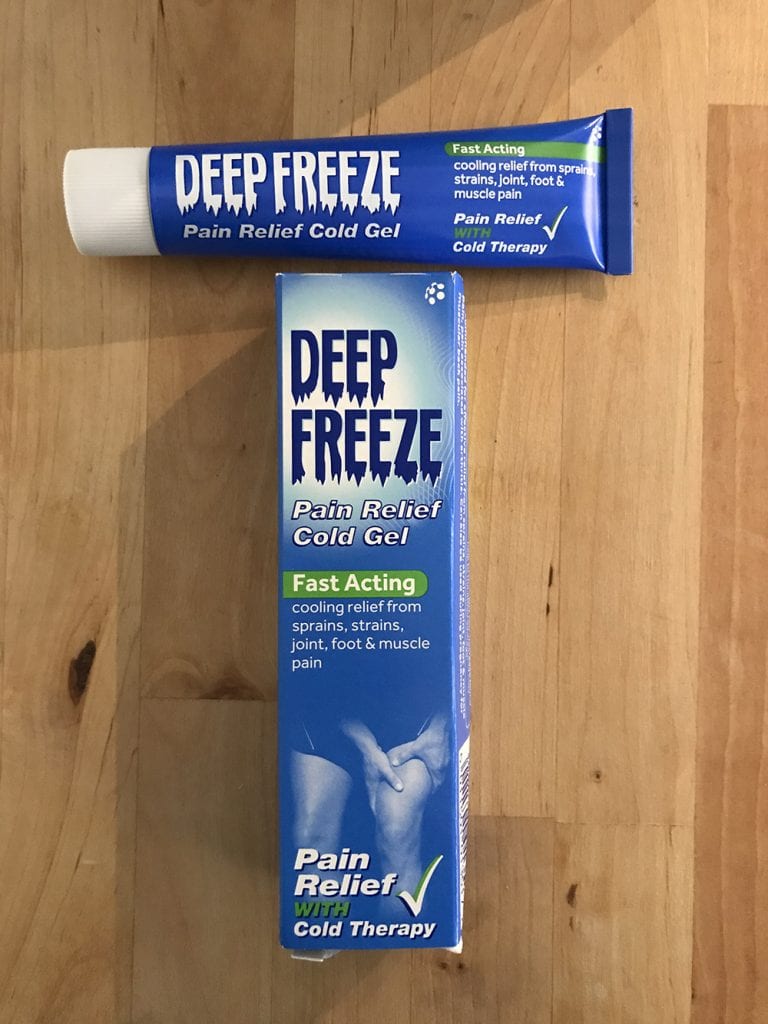 DEEP FREEZE
Pain Relief Cold Gel
Fast Acting
cooling relief from sprains,
strains, joint, foot &
muscle pain
Pain Relief
WITH
Cold Therapy
DEEP
FREEZE
Pain Relief
Cold Gel
Fast Acting
cooling relief from
sprains, strains,
joint, foot & muscle
pain
Pain
Relief
WITH
Cold Therapy